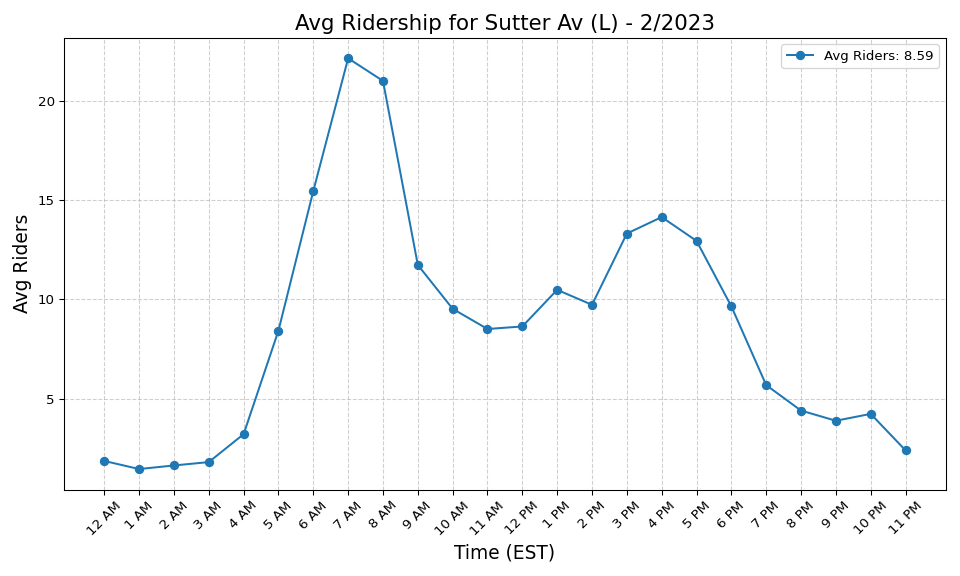 Avg Ridership for Sutter Av (L) - 2/2023
Avg Riders: 8.59
Avg Riders
20
15
10
5
12 AM
1 AM
2 AM
3 AM
4 AM
5 AM
6 AM
7 AM
8 AM
9 AM
10 AM
11 AM
12 PM
1 PM
2 PM
3 PM
4 PM
5 PM
6 PM
7 PM
8 PM
9 PM
10 PM
11 PM
Time (EST)